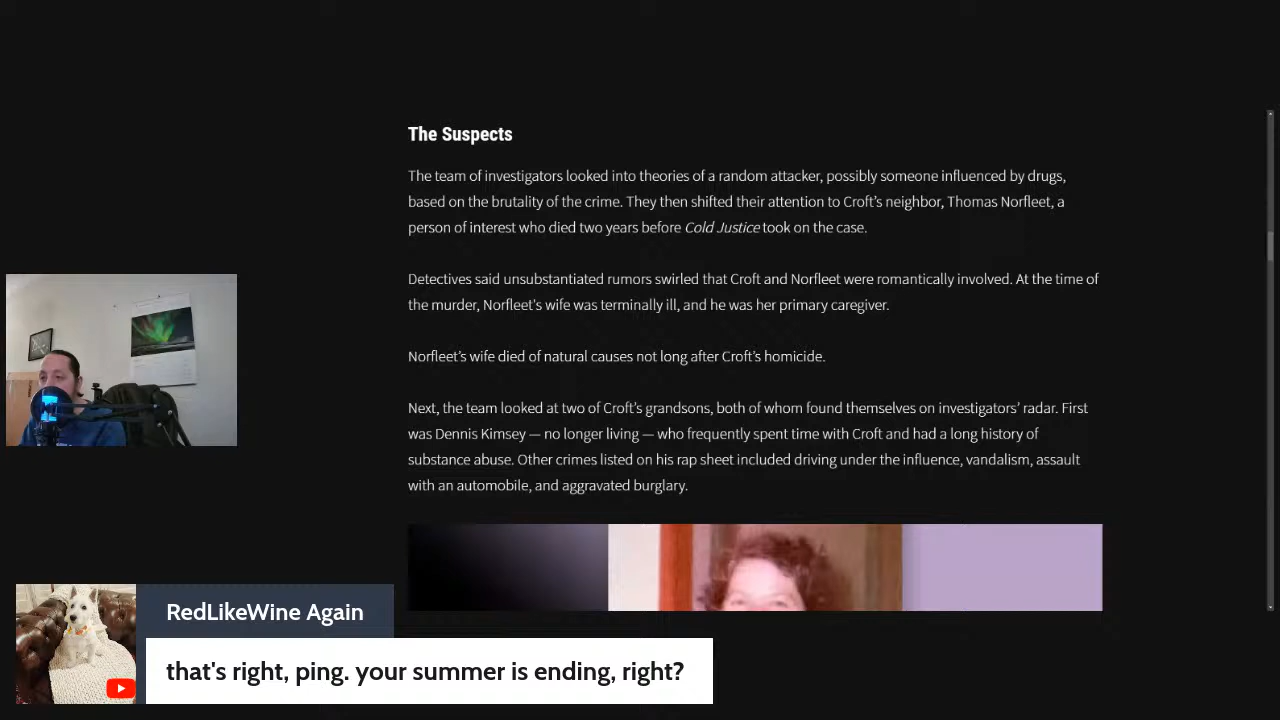 The Suspects
The team of investigators looked into theories of a random attacker, possibly someone influenced by drugs,
based on the brutality of the crime. They then shifted their attention to Croft’s neighbor, Thomas Norfleet, a
person of interest who died two years before Cold Justice took on the case.
Detectives said unsubstantiated rumors swirled that Croft and Norfleet were romantically involved. At the time of
the murder, Norfleet’s wife was terminally ill, and he was her primary caregiver.
Norfleet’s wife died of natural causes not long after Croft’s homicide.
Next, the team looked at two of Croft’s grandsons, both of whom found themselves on investigators’ radar. First
was Dennis Kimsey — no longer living — who frequently spent time with Croft and had a long history of
substance abuse. Other crimes listed on his rap sheet included driving under the influence, vandalism, assault
with an automobile, and aggravated burglary.
RedLikeWine Again
that's right, ping. your summer is ending, right?